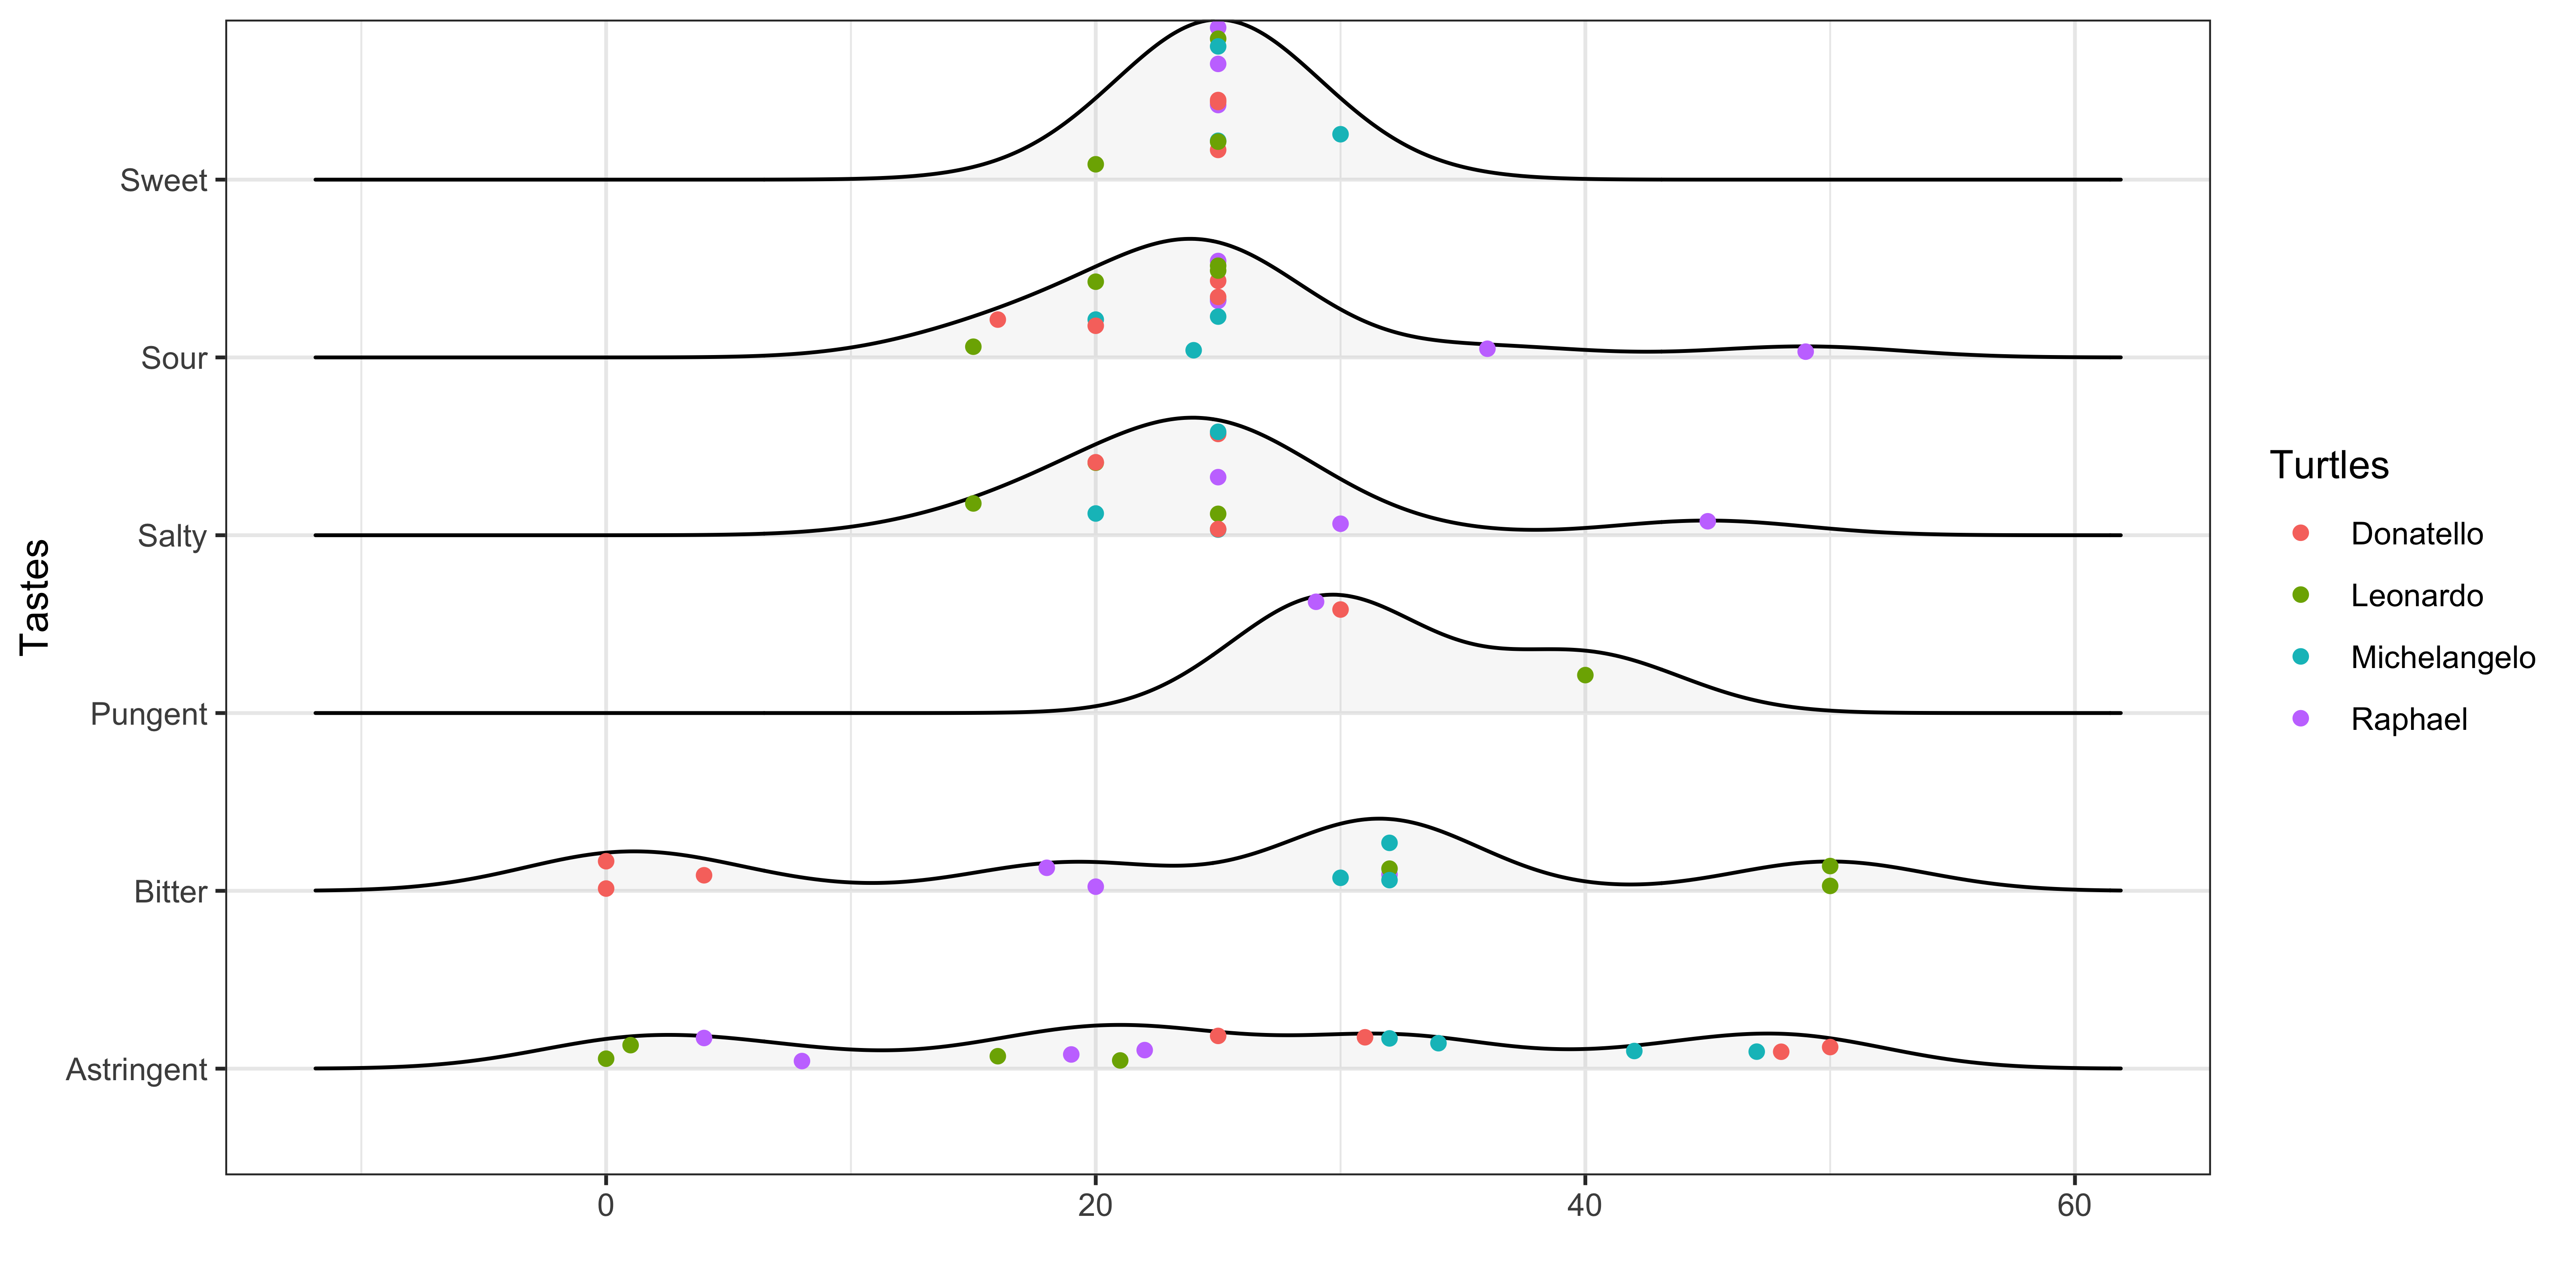 Tastes
Sweet
Sour
Salty
Pungent
Bitter
Astringent
0 20 40 60
Turtles
Donatello
Leonardo
Michelangelo
Raphael